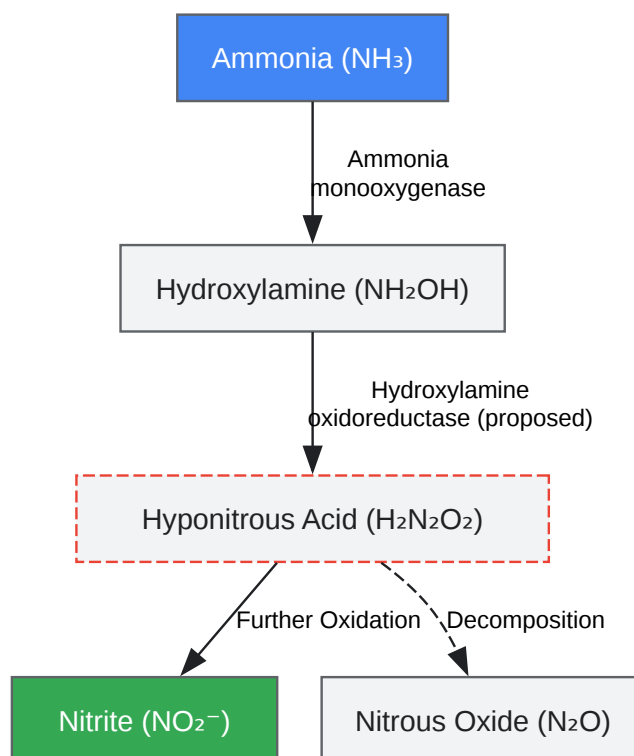 Ammonia (NH₃)
Ammonia
monooxygenase
Hydroxylamine (NH₂OH)
Hydroxylamine
oxidoreductase (proposed)
Hyponitrous Acid (H₂N₂O₂)
Further Oxidation
Decomposition
Nitrite (NO₂⁻)
Nitrous Oxide (N₂O)